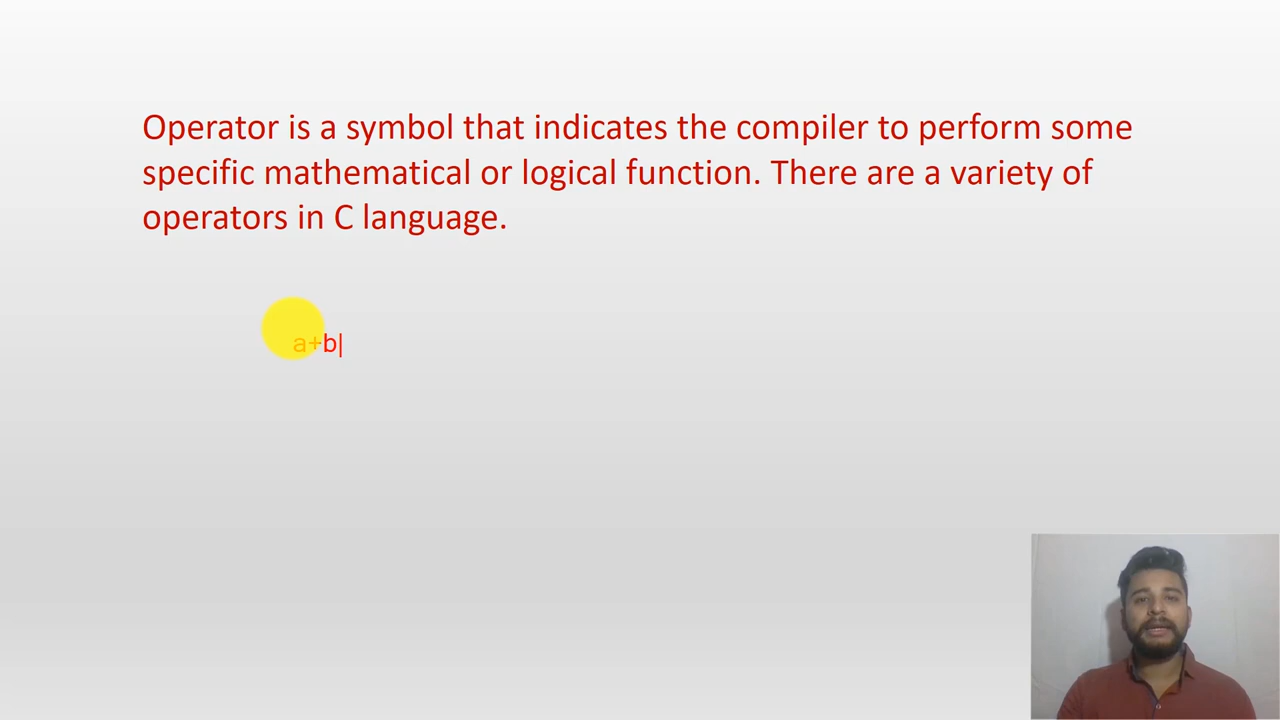 Operator is a symbol that indicates the compiler to perform some
specific mathematical or logical function. There are a variety of
operators in C language.
a+b